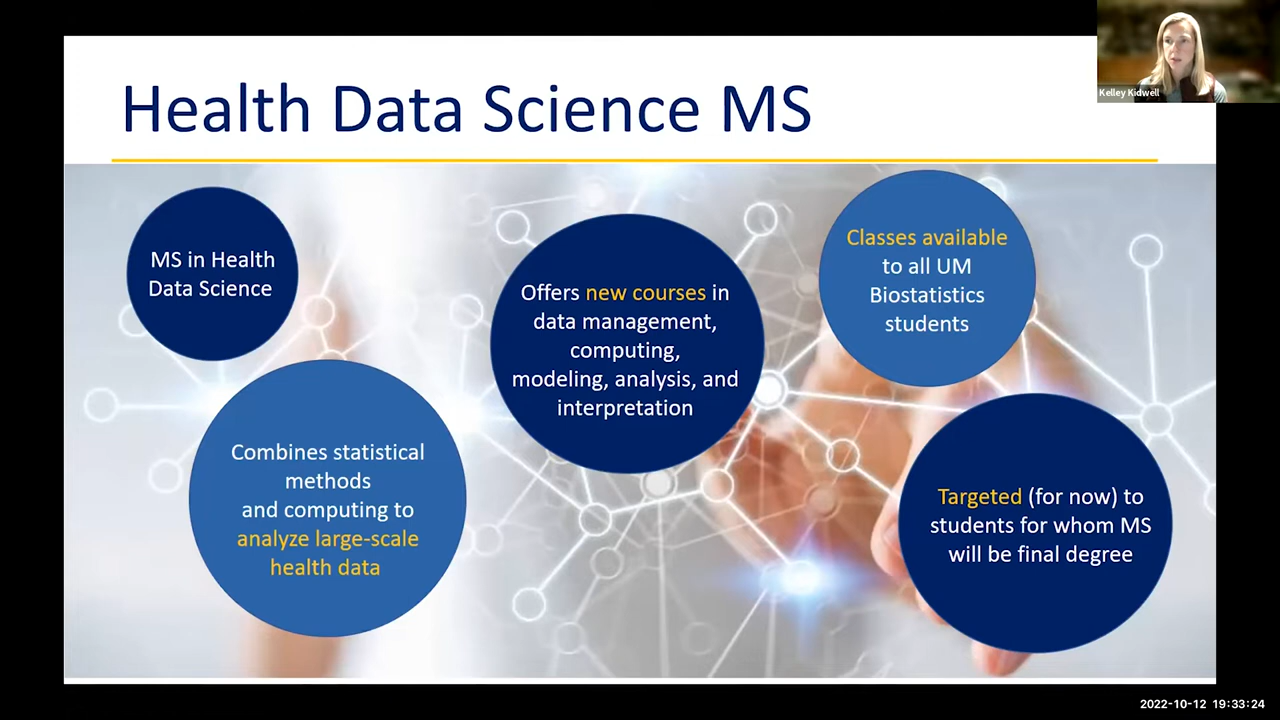 Health Data Science MS
Kelley Kidwell
MS in Health
Data Science
Combines statistical
methods
and computing to
analyze large-scale
health data
Offers new courses in
data management,
computing,
modeling, analysis, and
interpretation
Classes available
to all UM
Biostatistics
students
Targeted (for now) to
students for whom MS
will be final degree
2022-10-12 19:33:24